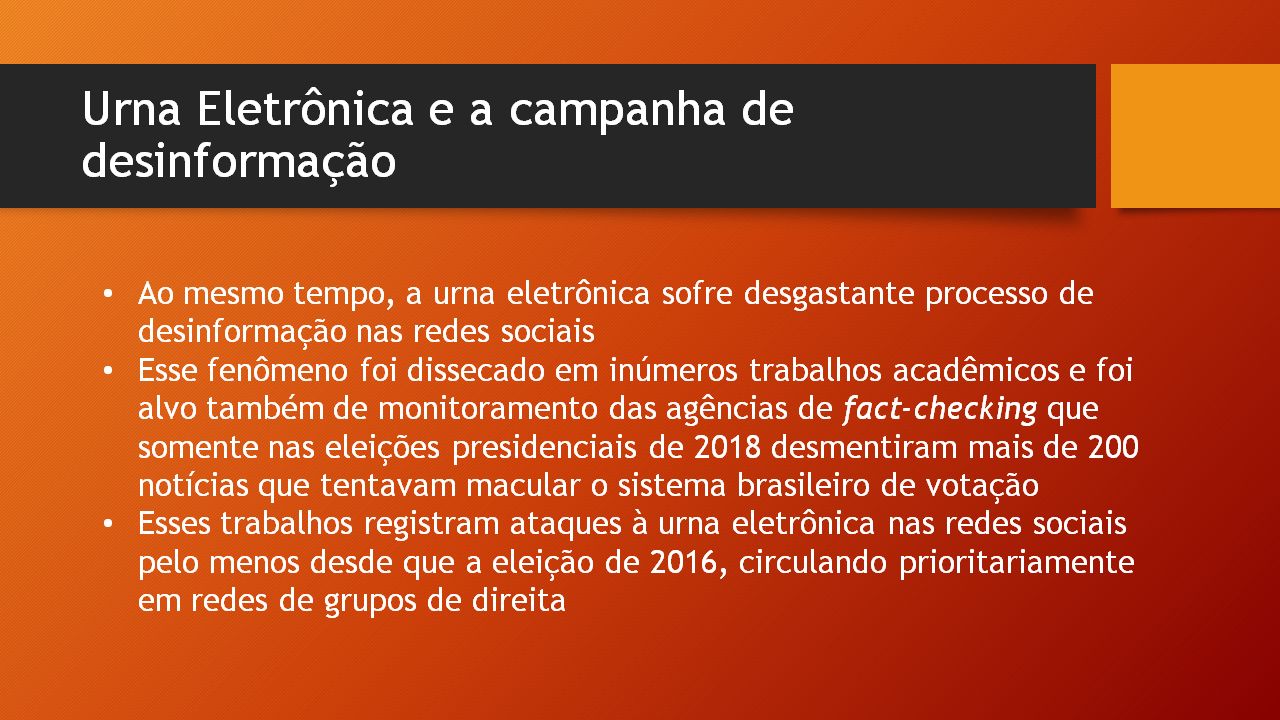 Urna Eletrônica e a campanha de
desinformação
• Ao mesmo tempo, a urna eletrônica sofre desgastante processo de
desinformação nas redes sociais
• Esse fenômeno foi dissecado em inúmeros trabalhos acadêmicos e foi
alvo também de monitoramento das agências de fact-checking que
somente nas eleições presidenciais de 2018 desmentiram mais de 200
notícias que tentavam macular o sistema brasileiro de votação
• Esses trabalhos registram ataques à urna eletrônica nas redes sociais
pelo menos desde que a eleição de 2016, circulando prioritariamente
em redes de grupos de direita